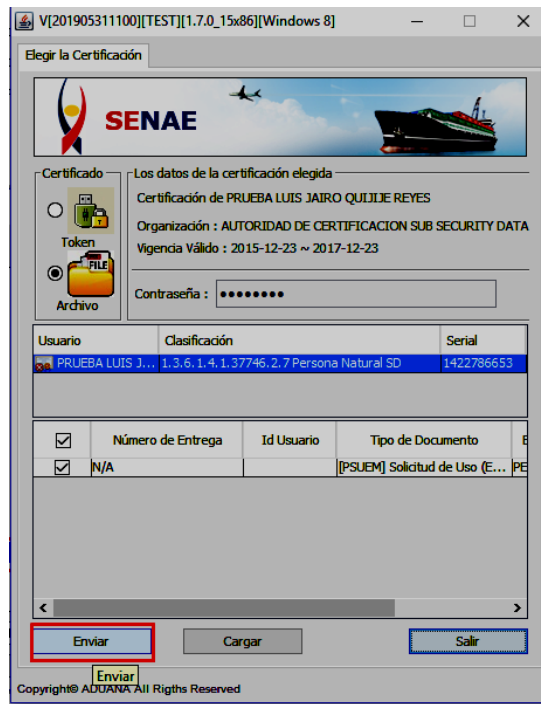 V[201905311100][TEST][1.7.0_15x86][Windows 8]
Elegir la Certificación
SENAE
Certificado
Los datos de la certificación elegida
Certificación de PRUEBA LUIS JAIRO QUIJIJE REYES
Organización : AUTORIDAD DE CERTIFICACION SUB SECURITY DATA
Token
Vigencia Válido : 2015-12-23 ~ 2017-12-23
FILE
Archivo
Contraseña : ••••••••
Usuario Clasificación Serial
PRUEBA LUIS J... 1.3.6.1.4.1.37746.2.7 Persona Natural SD 1422786653
Número de Entrega Id Usuario Tipo de Documento E
N/A [PSUEM] Solicitud de Uso (E... PE
Enviar Cargar Salir
Enviar
Copyright© ADUANA All Rigths Reserved